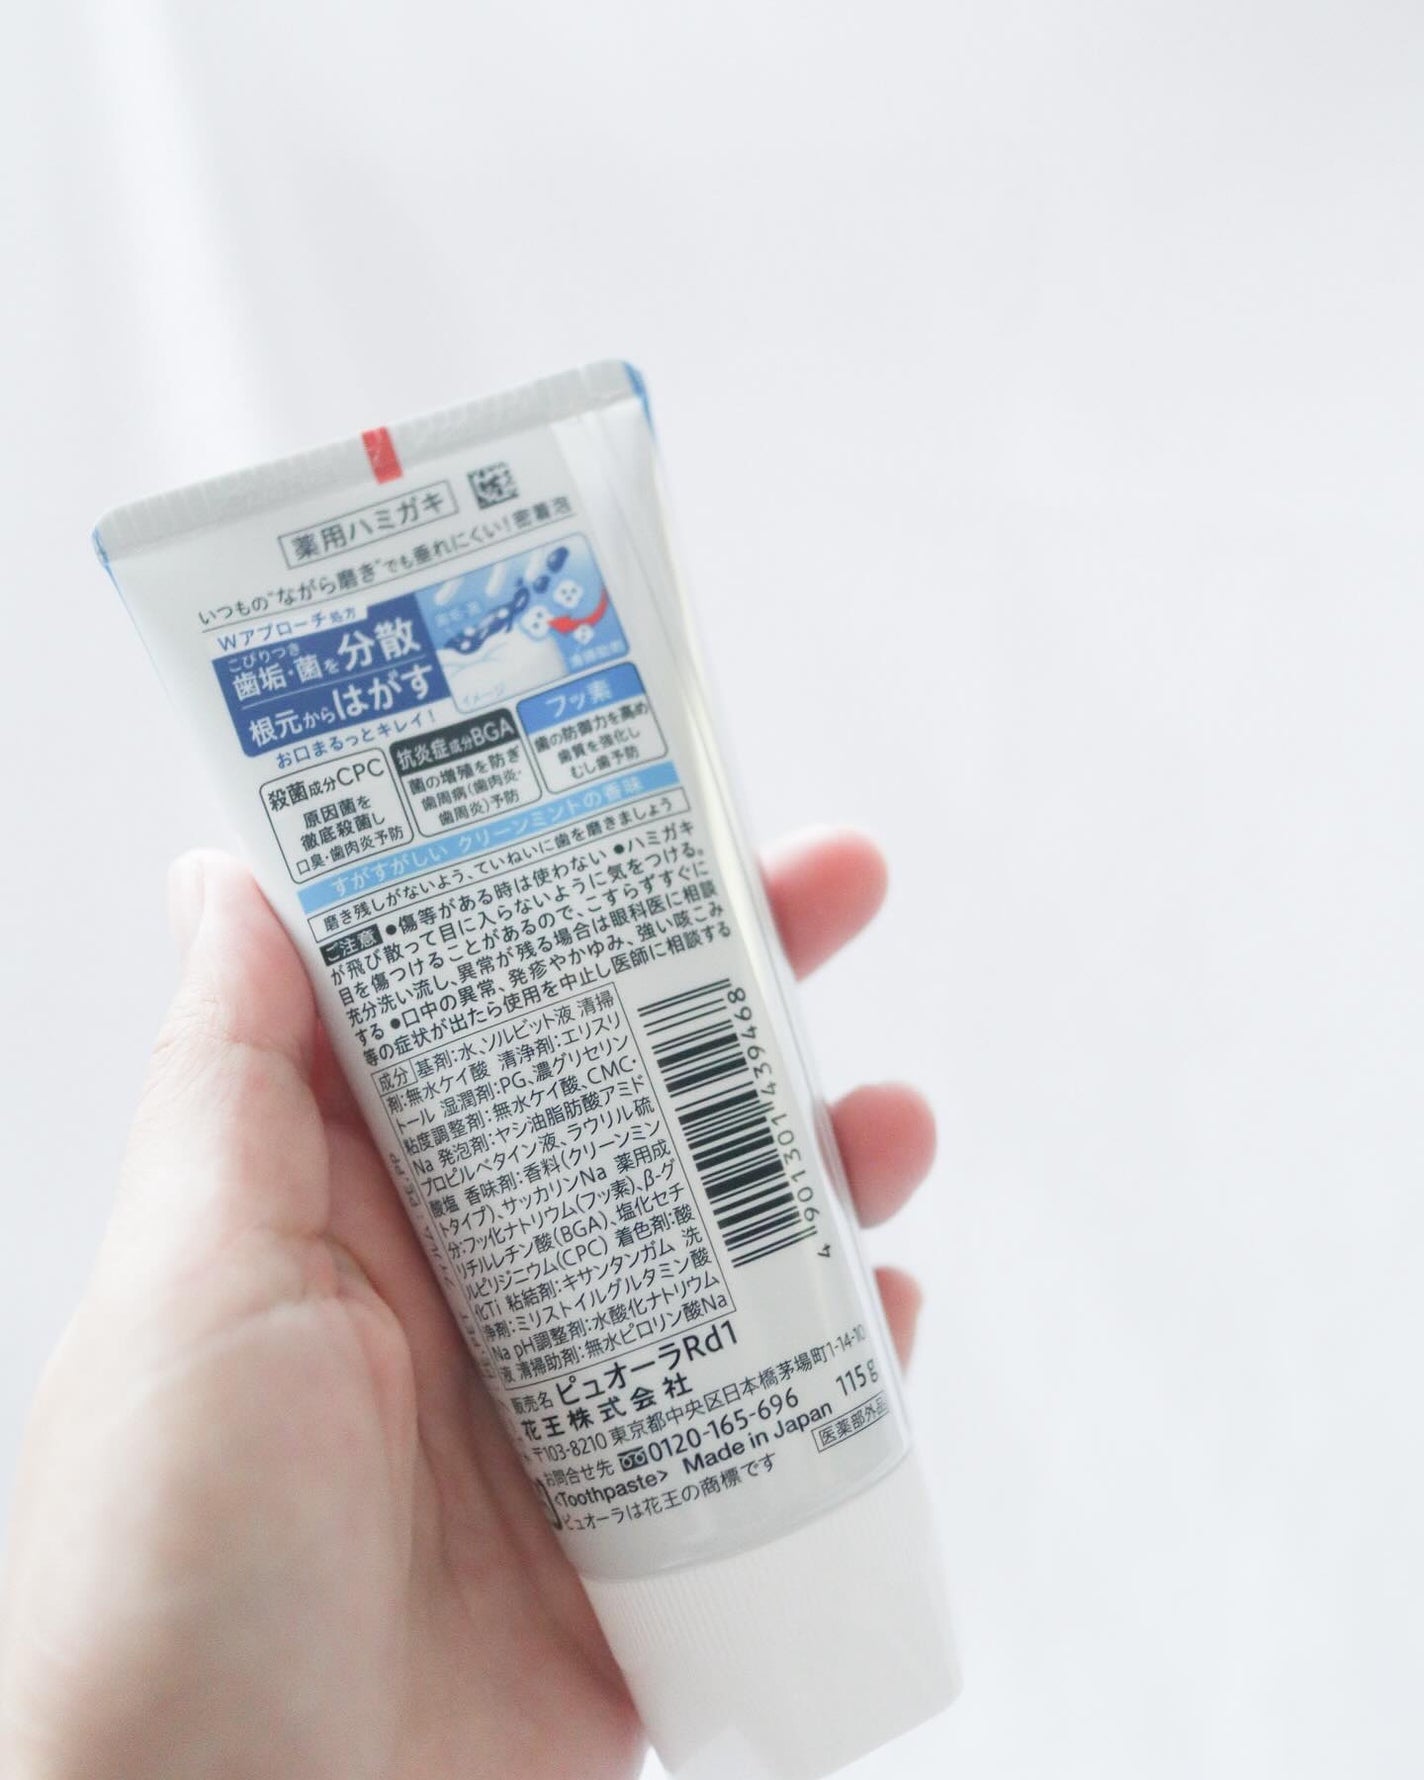 薬用ハミガキ
いつもの"ながら磨き"でも垂れにくい!密着泡
Wアプローチ処方
こびりつき
歯垢・菌を分散
根元からはがす
お口まるっとキレイ!
イメージ
清掃助剤
殺菌成分CPC
原因菌を
徹底殺菌し
口臭・歯肉炎予防
抗炎症成分BGA
菌の増殖を防ぎ
歯周病(歯肉炎・
歯周炎)予防
フッ素
歯の防御力を高め
歯質を強化し
むし歯予防
すがすがしい クリーンミントの香味
磨き残しがないよう、ていねいに歯を磨きましょう
ご注意 ●傷等がある時は使わない ●ハミガキ
が飛び散って目に入らないように気をつける。
目を傷つけることがあるので、こすらずすぐに
充分洗い流し、異常が残る場合は眼科医に相談
する ●口中の異常、発疹やかゆみ、強い咳こみ
等の症状が出たら使用を中止し医師に相談する
成分 基剤:水、ソルビット液 清掃
剤:無水ケイ酸 清浄剤:エリスリ
トール 湿潤剤:PG、濃グリセリン
粘度調整剤:無水ケイ酸、CMC・
Na 発泡剤:ヤシ油脂肪酸アミド
プロピルベタイン液、ラウリル硫
酸塩 香味剤:香料(クリーンミン
トタイプ)、サッカリンNa 薬用成
分:フッ化ナトリウム(フッ素)、β-グ
リチルレチン酸(BGA)、塩化セチ
ルピリジニウム(CPC) 着色剤:酸
化Ti 粘結剤:キサンタンガム 洗
浄剤:ミリストイルグルタミン酸
Na pH調整剤:水酸化ナトリウム
液 清掃助剤:無水ピロリン酸Na
4 901301 439468
販売名 ピュオーラRd1
花王株式会社
〒103-8210 東京都中央区日本橋茅場町1-14-10
お問合せ先 0120-165-696 115g
<Toothpaste> Made in Japan 医薬部外品
ピュオーラは花王の商標です